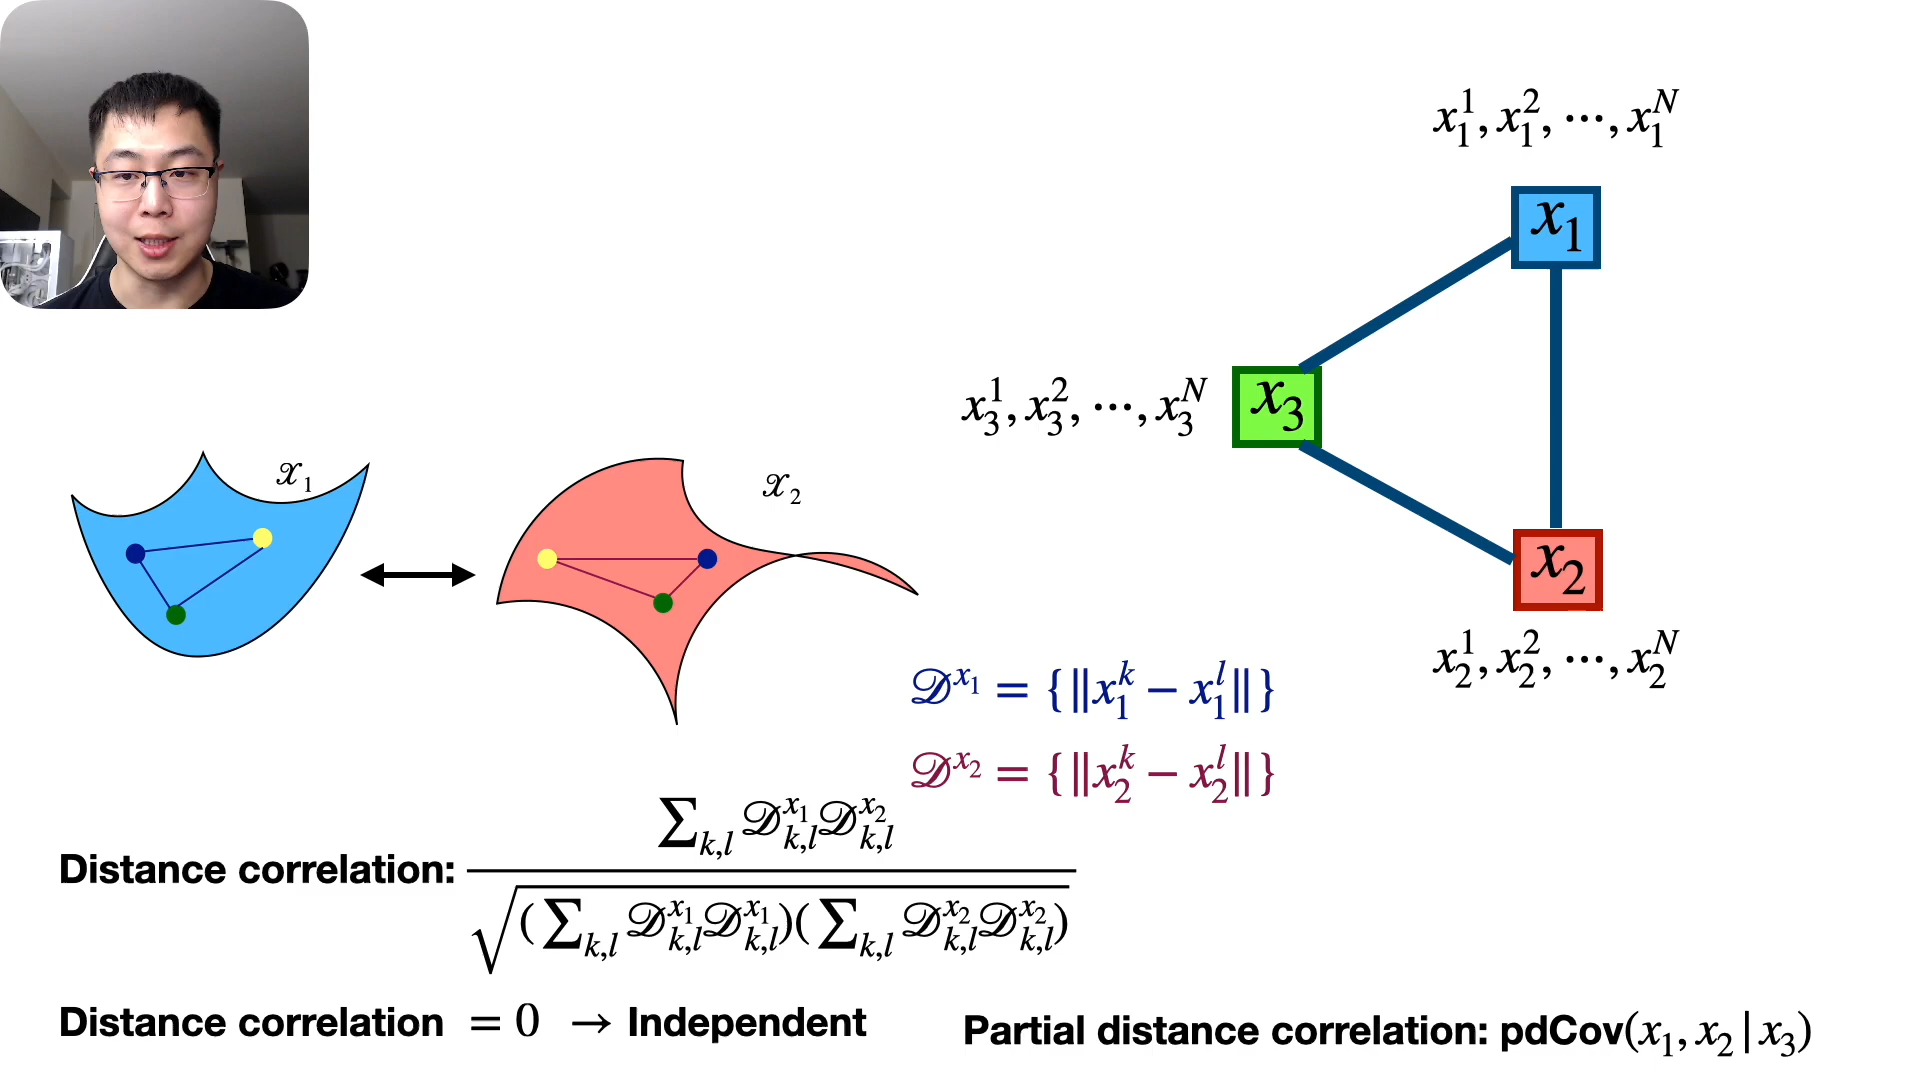 x_1^1, x_1^2, ⋯, x_1^N
x_1
x_3^1, x_3^2, ⋯, x_3^N
x_3
𝒳_1
𝒳_2
x_2
x_2^1, x_2^2, ⋯, x_2^N
𝒟^{x_1} = {‖x_1^k − x_1^l‖}
𝒟^{x_2} = {‖x_2^k − x_2^l‖}
Distance correlation: \frac{∑_{k,l} 𝒟_{k,l}^{x_1} 𝒟_{k,l}^{x_2}}{\sqrt{(∑_{k,l} 𝒟_{k,l}^{x_1} 𝒟_{k,l}^{x_1})(∑_{k,l} 𝒟_{k,l}^{x_2} 𝒟_{k,l}^{x_2})}}
Distance correlation = 0 → Independent
Partial distance correlation: pdCov(x_1, x_2 | x_3)